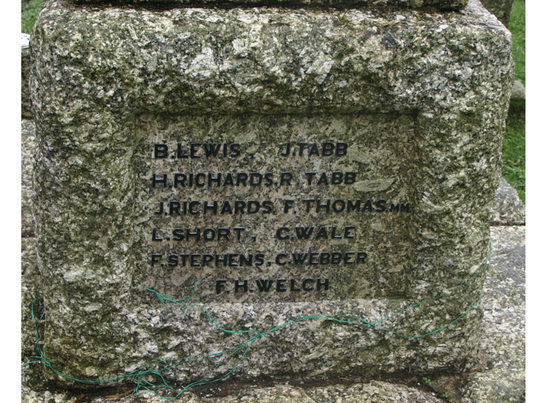 B.LEWIS, J.TABB
H.RICHARDS, R. TABB
J.RICHARDS. F. THOMAS.MM.
L.SHORT, C.WALE
F.STEPHENS, C.WEBBER
F.H.WELCH